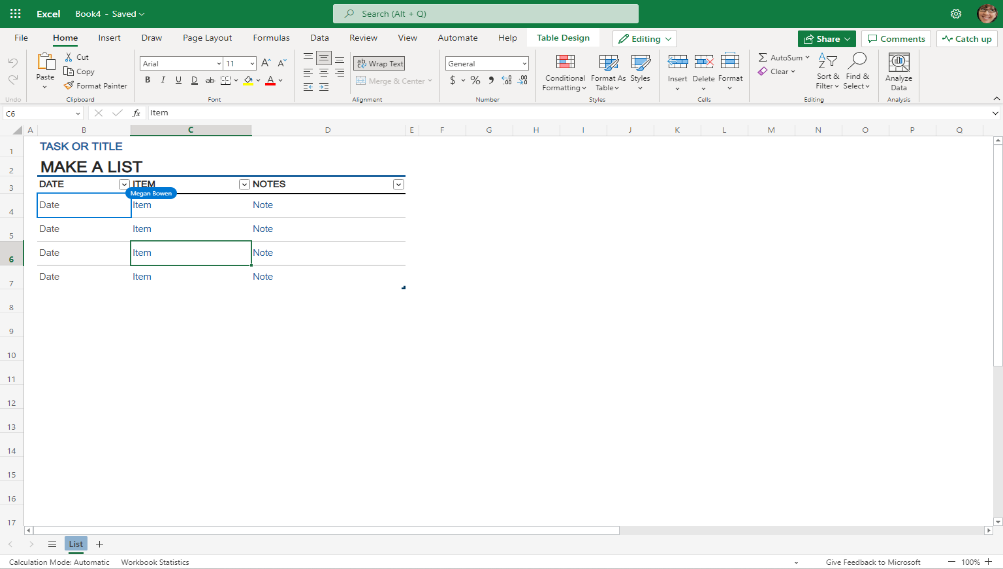 Excel Book4 - Saved Search (Alt + Q)
File Home Insert Draw Page Layout Formulas Data Review View Automate Help Table Design Editing Share Comments Catch up
Undo
Paste
Cut
Copy
Format Painter
Clipboard
Arial 11
B I U D ab A
Font
Wrap Text
Merge & Center
Alignment
General
$ % 9
Number
Conditional Formatting
Format As Table
Styles
Styles
Insert Delete Format
Cells
AutoSum
Clear
Sort & Filter
Find & Select
Editing
Analyze Data
Analysis
C6 fx Item
A B C D E F G H I J K L M N O P Q
1 TASK OR TITLE
2 MAKE A LIST
3 DATE ITEM NOTES
Megan Bowen
4 Date Item Note
5 Date Item Note
6 Date Item Note
7 Date Item Note
8
9
10
11
12
13
14
15
16
17
List +
Calculation Mode: Automatic Workbook Statistics Give Feedback to Microsoft 100%